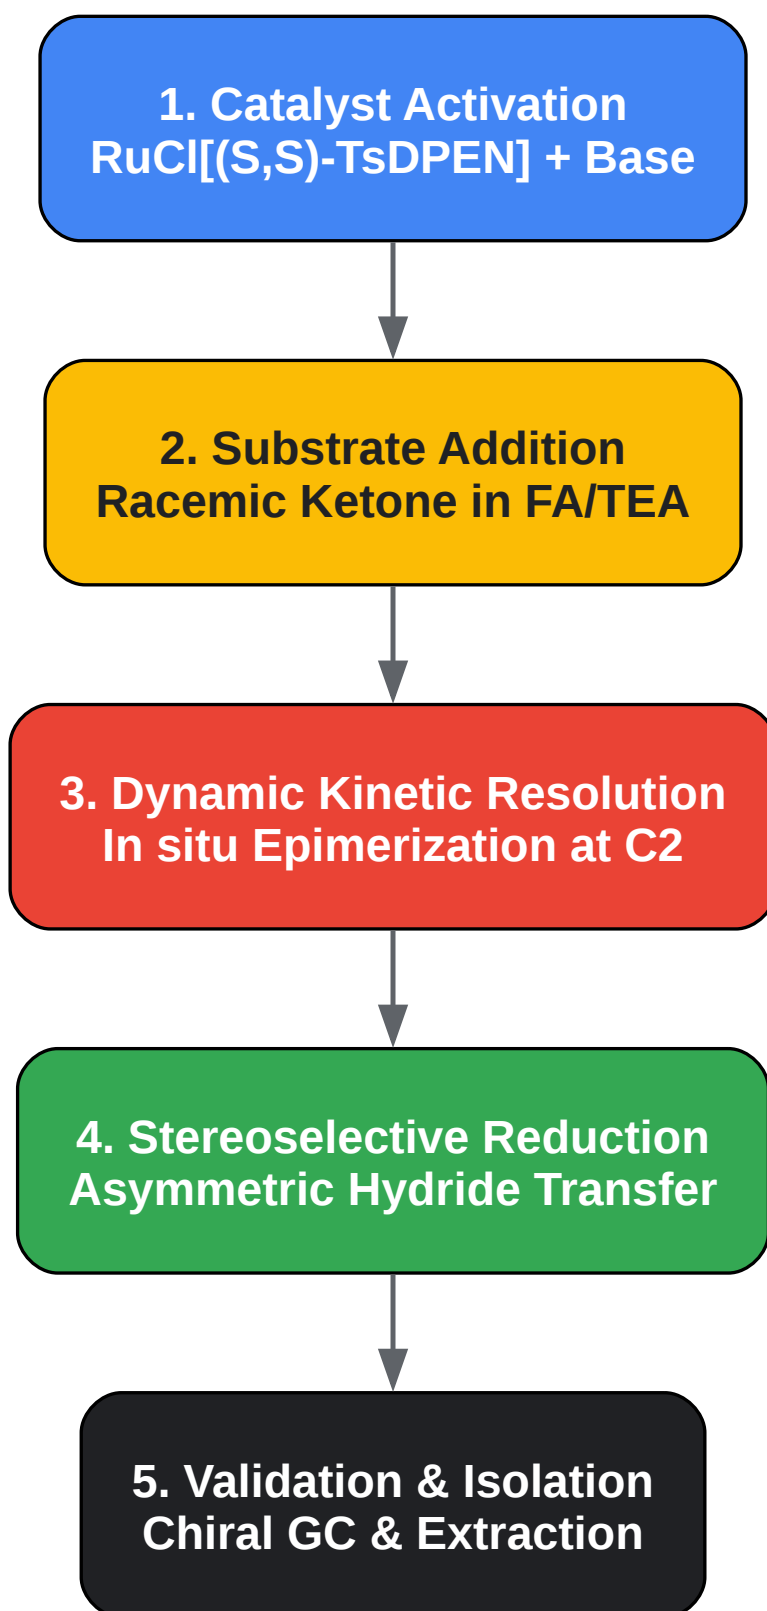 1. Catalyst Activation
RuCl[(S,S)-TsDPEN] + Base
2. Substrate Addition
Racemic Ketone in FA/TEA
3. Dynamic Kinetic Resolution
In situ Epimerization at C2
4. Stereoselective Reduction
Asymmetric Hydride Transfer
5. Validation & Isolation
Chiral GC & Extraction